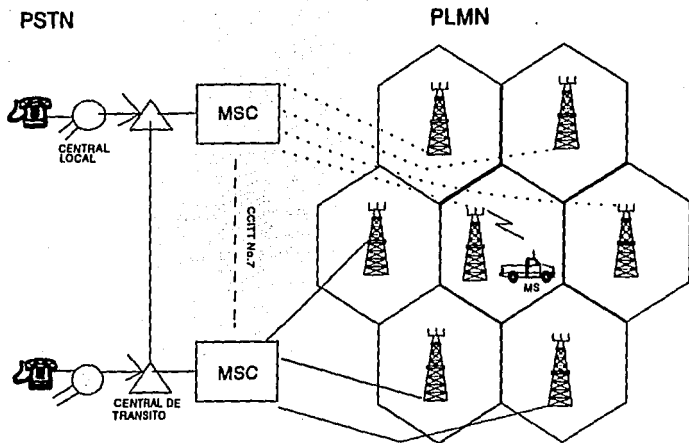 PSTN
PLMN
MSC
CENTRAL
LOCAL
CCITT No.7
MS
MSC
CENTRAL DE
TRANSITO